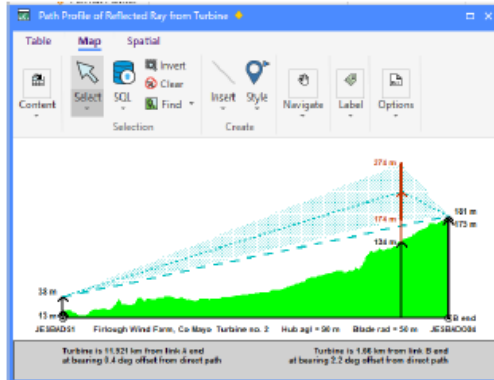 Path Profile of Reflected Ray from Turbine
Table Map Spatial
Content
Select
SQL
Invert
Clear
Find
Insert
Style
Navigate
Label
Options
Selection
Create
274 m
174 m
124 m
181 m
173 m
38 m
13 m
B end
Firlough Wind Farm, Co Mayo Turbine no. 2 Hub agl = 90 m Blade rad = 50 m
Turbine is 11.921 km from link A end
at bearing 0.4 deg offset from direct path
Turbine is 1.66 km from link B end
at bearing 2.2 deg offset from direct path